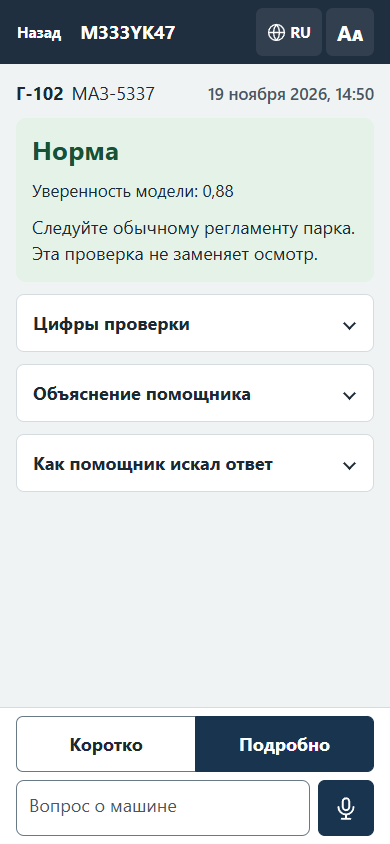 Назад М333УК47 RU Aᴀ
Г-102 МАЗ-5337 19 ноября 2026, 14:50
Норма
Уверенность модели: 0,88
Следуйте обычному регламенту парка.
Эта проверка не заменяет осмотр.
Цифры проверки
Объяснение помощника
Как помощник искал ответ
Коротко Подробно
Вопрос о машине